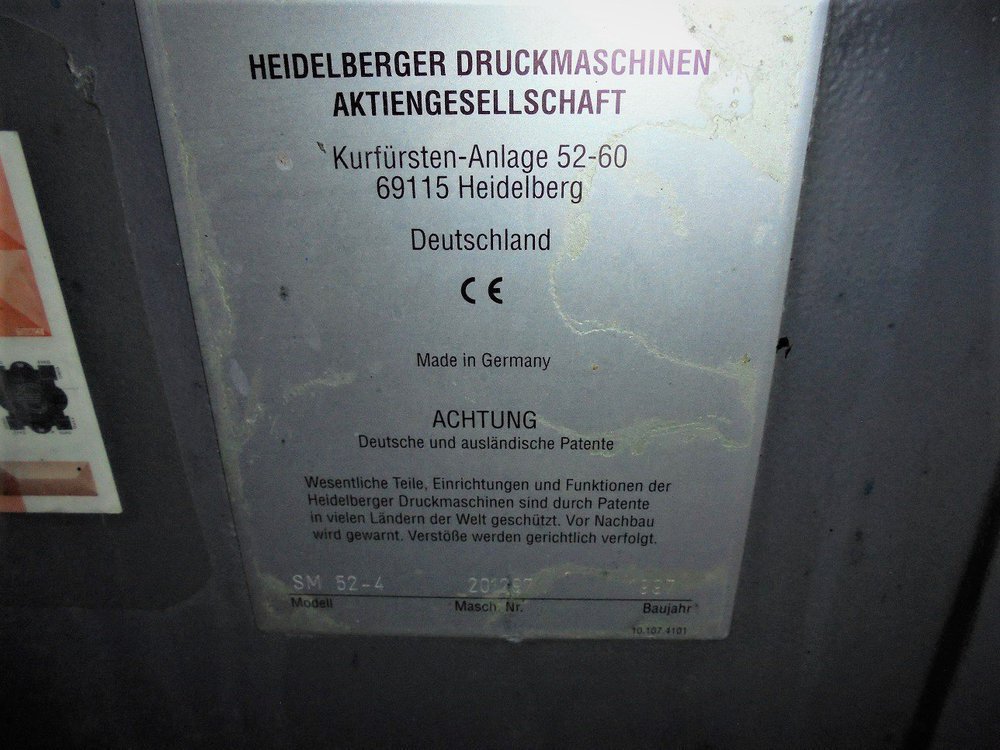 HEIDELBERGER DRUCKMASCHINEN
AKTIENGESELLSCHAFT
Kurfürsten-Anlage 52-60
69115 Heidelberg
Deutschland
CE
Made in Germany
ACHTUNG
Deutsche und ausländische Patente
Wesentliche Teile, Einrichtungen und Funktionen der
Heidelberger Druckmaschinen sind durch Patente
in vielen Ländern der Welt geschützt. Vor Nachbau
wird gewarnt. Verstöße werden gerichtlich verfolgt.
SM 52-4
Modell Masch. Nr. Baujahr
10.107.4101